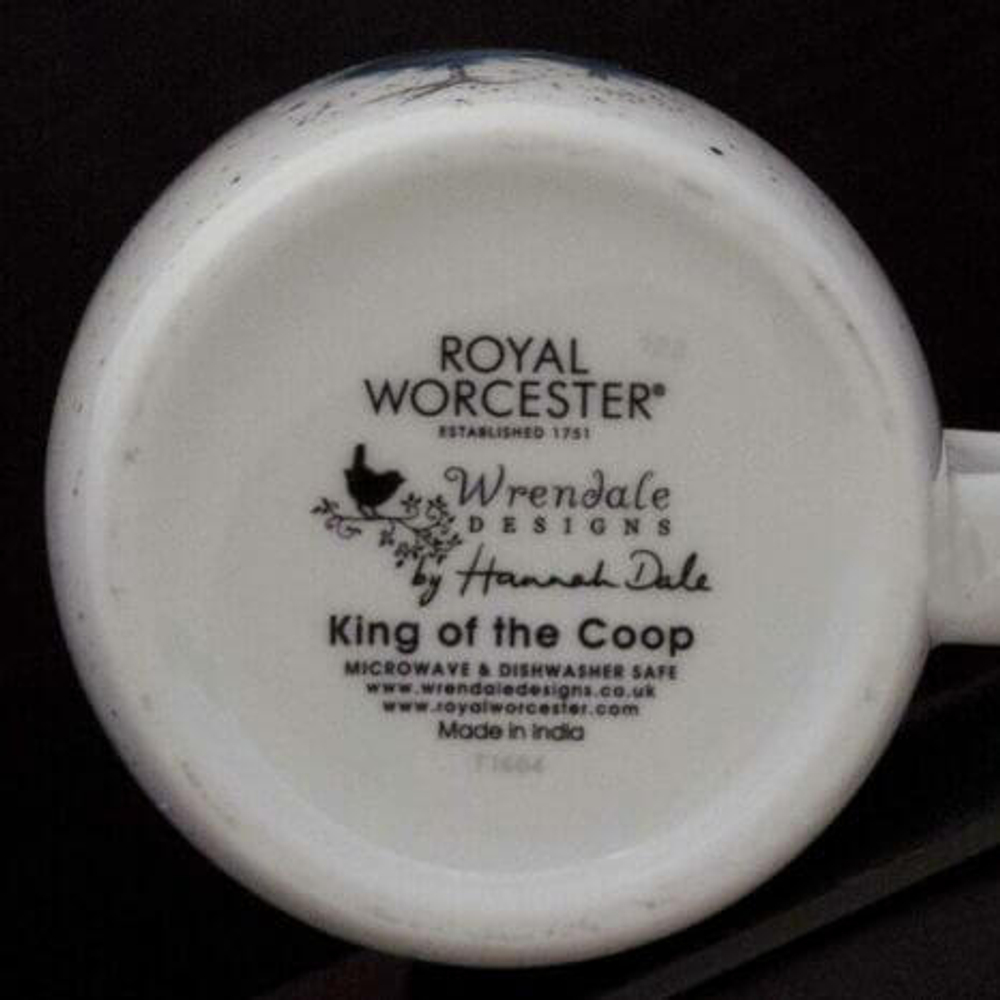 ROYAL
WORCESTER®
ESTABLISHED 1751
Wrendale
DESIGNS
by Hannah Dale
King of the Coop
MICROWAVE & DISHWASHER SAFE
www.wrendaledesigns.co.uk
www.royalworcester.com
Made in India